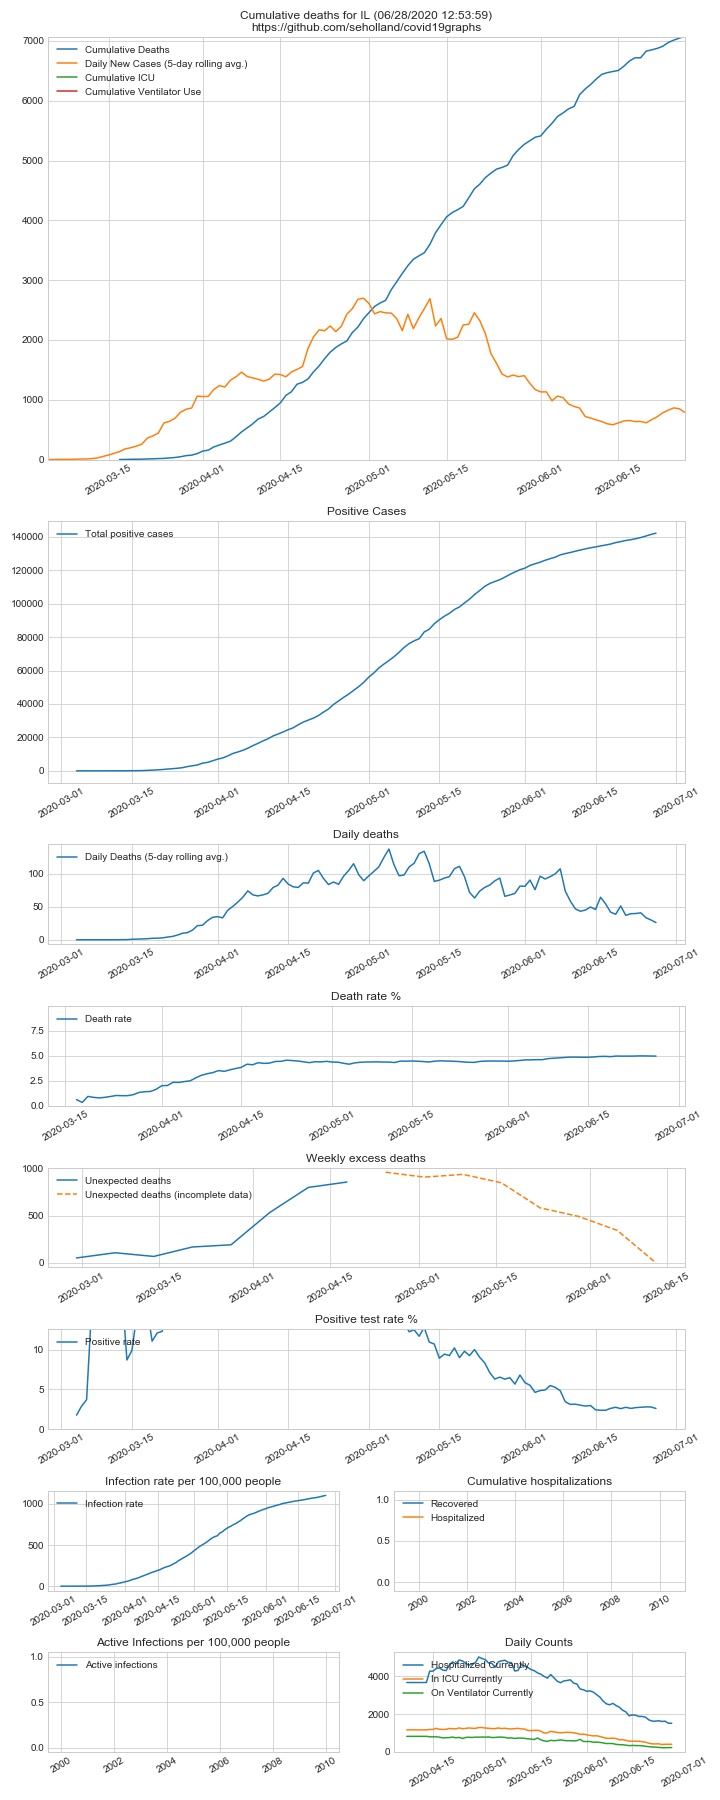 Cumulative deaths for IL (06/28/2020 12:53:59)
https://github.com/seholland/covid19graphs
7000
6000
5000
4000
3000
2000
1000
0
Cumulative Deaths
Daily New Cases (5-day rolling avg.)
Cumulative ICU
Cumulative Ventilator Use
2020-03-15 2020-04-01 2020-04-15 2020-05-01 2020-05-15 2020-06-01 2020-06-15
Positive Cases
Total positive cases
140000
120000
100000
80000
60000
40000
20000
0
2020-03-01 2020-03-15 2020-04-01 2020-04-15 2020-05-01 2020-05-15 2020-06-01 2020-06-15 2020-07-01
Daily deaths
Daily Deaths (5-day rolling avg.)
100
50
0
2020-03-01 2020-03-15 2020-04-01 2020-04-15 2020-05-01 2020-05-15 2020-06-01 2020-06-15 2020-07-01
Death rate %
Death rate
7.5
5.0
2.5
0.0
2020-03-15 2020-04-01 2020-04-15 2020-05-01 2020-05-15 2020-06-01 2020-06-15 2020-07-01
Weekly excess deaths
1000
500
0
Unexpected deaths
Unexpected deaths (incomplete data)
2020-03-01 2020-03-15 2020-04-01 2020-04-15 2020-05-01 2020-05-15 2020-06-01 2020-06-15
Positive test rate %
Positive rate
10
5
0
2020-03-01 2020-03-15 2020-04-01 2020-04-15 2020-05-01 2020-05-15 2020-06-01 2020-06-15 2020-07-01
Infection rate per 100,000 people
Infection rate
1000
500
0
2020-03-01 2020-03-15 2020-04-01 2020-04-15 2020-05-01 2020-05-15 2020-06-01 2020-06-15 2020-07-01
Cumulative hospitalizations
1.0
0.5
0.0
Recovered
Hospitalized
2000 2002 2004 2006 2008 2010
Active Infections per 100,000 people
1.0
0.5
0.0
Active infections
2000 2002 2004 2006 2008 2010
Daily Counts
4000
2000
0
Hospitalized Currently
In ICU Currently
On Ventilator Currently
2020-04-15 2020-05-01 2020-05-15 2020-06-01 2020-06-15 2020-07-01